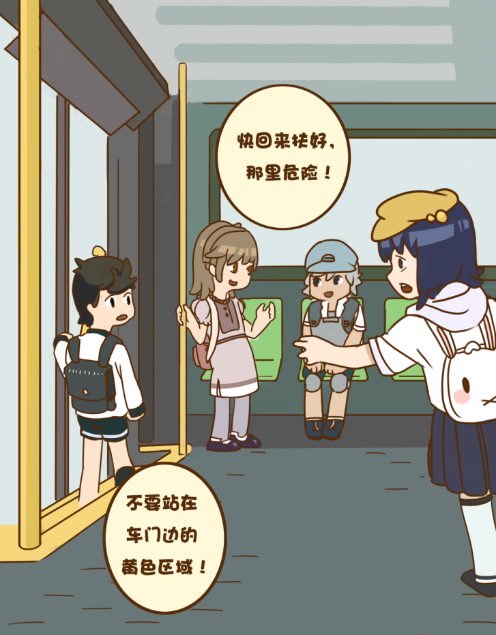 快回来扶好，
那里危险！
不要站在
车门边的
黄色区域！